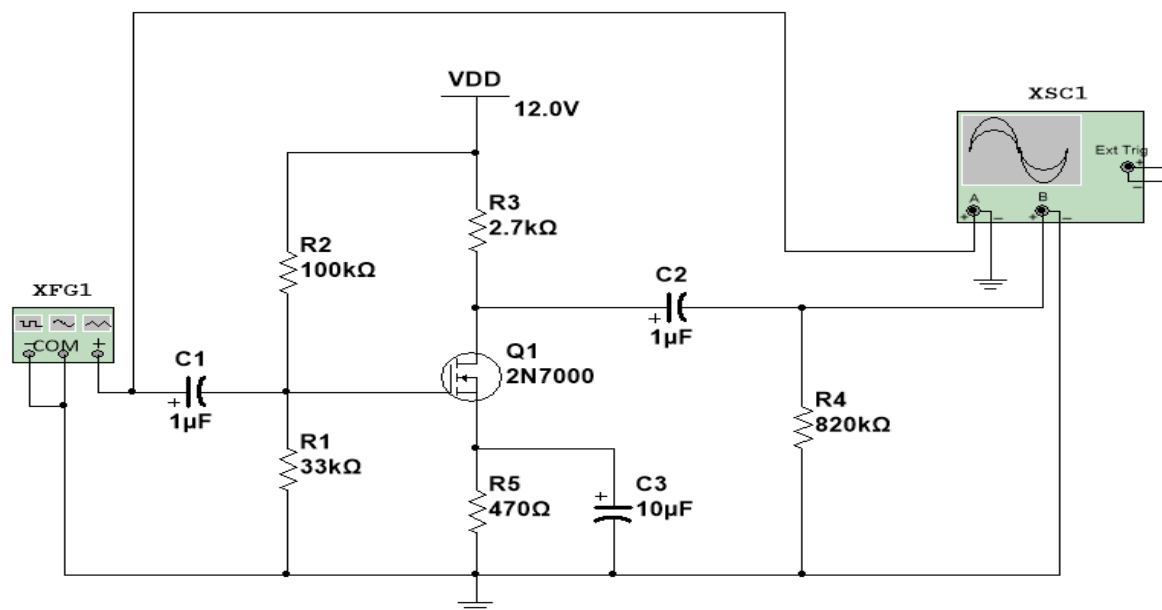 VDD
12.0V
XSC1
Ext Trig
+
–
A
B
+
–
+
–
R3
2.7kΩ
R2
100kΩ
C2
+
1µF
XFG1
–
COM
+
C1
+
1µF
Q1
2N7000
R4
820kΩ
R1
33kΩ
R5
470Ω
C3
+
10µF